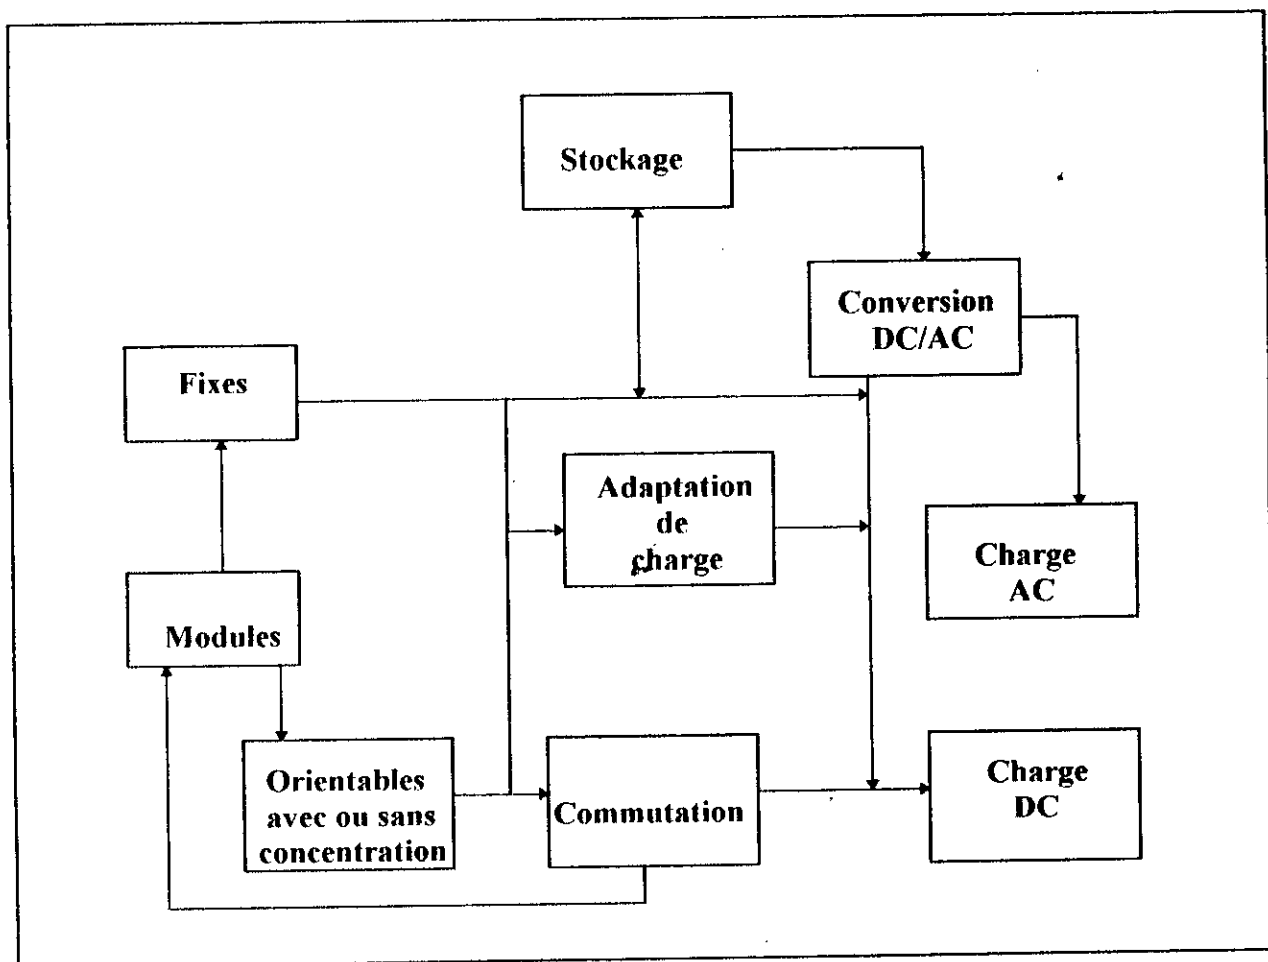 Stockage
Conversion
DC/AC
Fixes
Adaptation
de
charge
Charge
AC
Modules
Orientables
avec ou sans
concentration
Commutation
Charge
DC